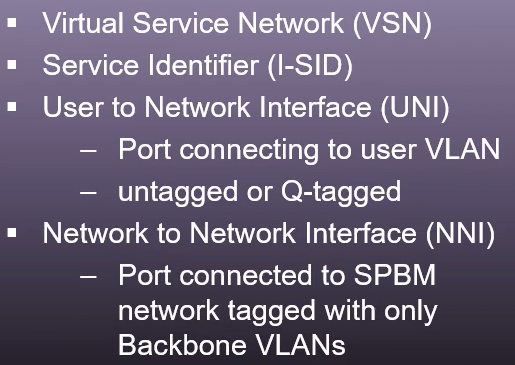 ▪ Virtual Service Network (VSN)
▪ Service Identifier (I-SID)
▪ User to Network Interface (UNI)
– Port connecting to user VLAN
– untagged or Q-tagged
▪ Network to Network Interface (NNI)
– Port connected to SPBM
network tagged with only
Backbone VLANs